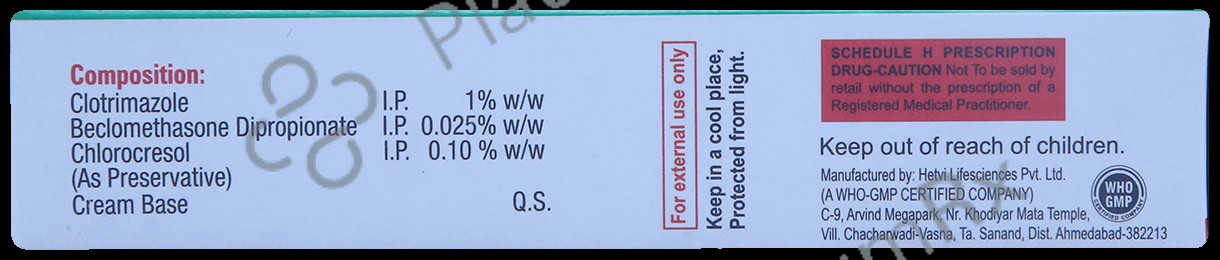 Composition:
Clotrimazole I.P. 1% w/w
Beclomethasone Dipropionate I.P. 0.025% w/w
Chlorocresol I.P. 0.10 % w/w
(As Preservative)
Cream Base Q.S.
For external use only
Keep in a cool place,
Protected from light.
SCHEDULE H PRESCRIPTION
DRUG-CAUTION Not To be sold by
retail without the prescription of a
Registered Medical Practitioner.
Keep out of reach of children.
Manufactured by: Hetvi Lifesciences Pvt. Ltd.
(A WHO-GMP CERTIFIED COMPANY)
C-9, Arvind Megapark, Nr. Khodiyar Mata Temple,
Vill. Chacharwadi-Vasna, Ta. Sanand, Dist. Ahmedabad-382213
WHO
GMP
CERTIFIED COMPANY